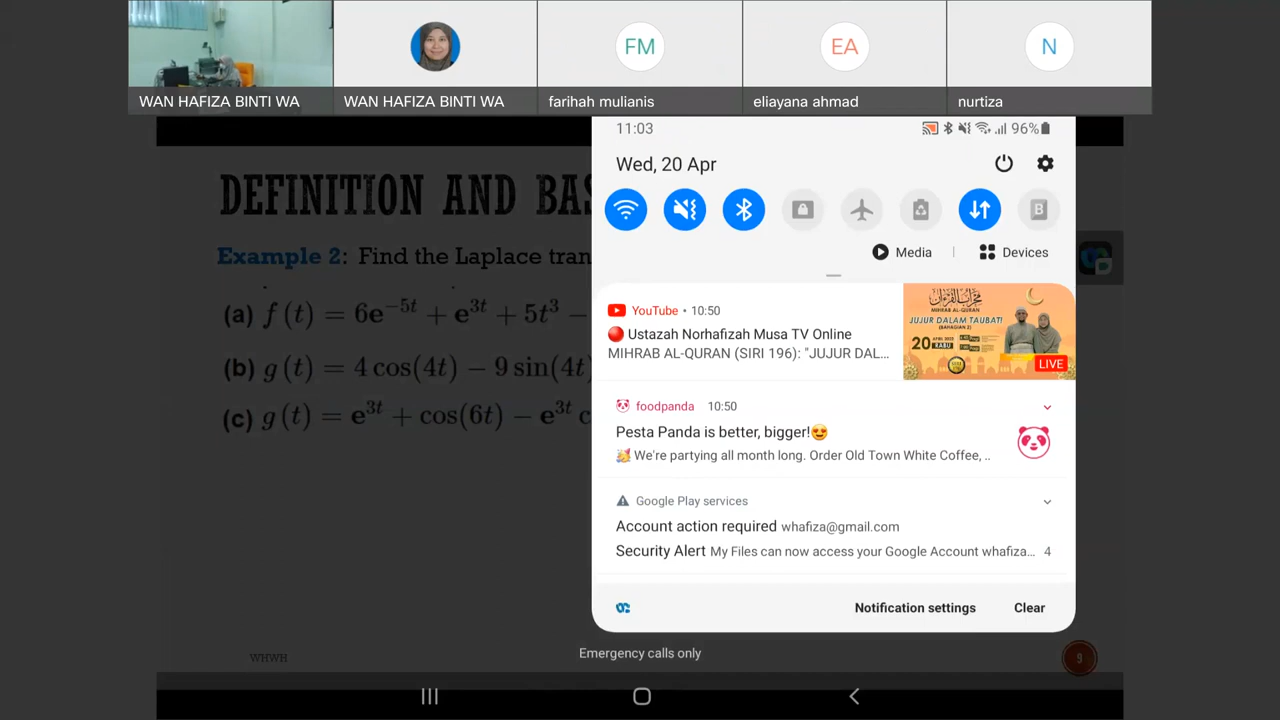 FM
EA
N
WAN HAFIZA BINTI WA
WAN HAFIZA BINTI WA
farihah mulianis
eliayana ahmad
nurtiza
11:03
96%
Wed, 20 Apr
DEFINITION AND BAS
Media
Devices
Example 2: Find the Laplace tran
YouTube • 10:50
Ustazah Norhafizah Musa TV Online
MIHRAB AL-QURAN (SIRI 196): "JUJUR DAL...
JUJUR DALAM TAUBAT!
(BAHAGIAN 2)
20
RABU
LIVE
(a) f(t) = 6e^{-5t} + e^{3t} + 5t^3 −
(b) g(t) = 4 cos(4t) − 9 sin(4t)
(c) g(t) = e^{3t} + cos(6t) − e^{3t} c
foodpanda 10:50
Pesta Panda is better, bigger!😍
🥳 We're partying all month long. Order Old Town White Coffee, ..
Google Play services
Account action required whafiza@gmail.com
Security Alert My Files can now access your Google Account whafiza... 4
Notification settings
Clear
WHWH
Emergency calls only
9